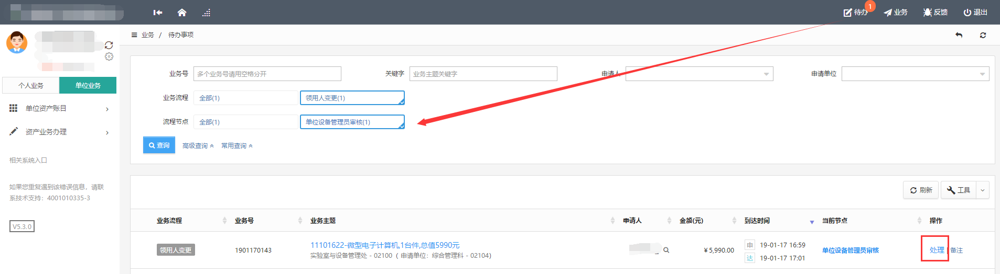 待办 1 业务 反馈 退出
业务 / 待办事项
个人业务 单位业务
单位资产账目
资产业务办理
相关系统入口
如果您重复遇到该错误信息，请联
系技术支持：4001010335-3
V5.3.0
业务号 多个业务号请用空格分开 关键字 业务主题关键字 申请人 申请单位
业务流程 全部(1) 领用人变更(1)
流程节点 全部(1) 单位设备管理员审核(1)
查询 高级查询 常用查询
刷新 工具
业务流程 业务号 业务主题 申请人 金额(元) 到达时间 当前节点 操作
领用人变更 1901170143 11101622-微型电子计算机,1台件,总值5990元 ¥5,990.00 申 19-01-17 16:59 单位设备管理员审核 处理 | 备注
实验室与设备管理处 - 02100（ 申请单位：综合管理科 - 02104） 达 19-01-17 17:01